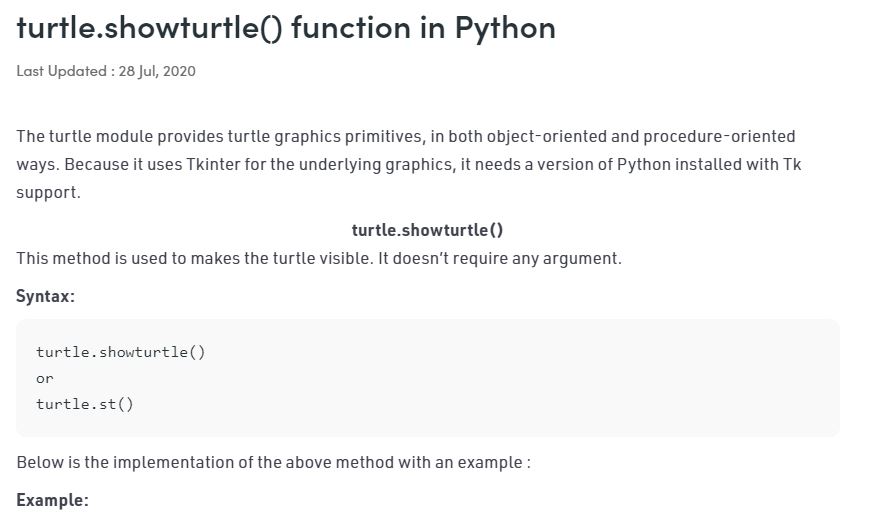 turtle.showturtle() function in Python
Last Updated : 28 Jul, 2020
The turtle module provides turtle graphics primitives, in both object-oriented and procedure-oriented
ways. Because it uses Tkinter for the underlying graphics, it needs a version of Python installed with Tk
support.
turtle.showturtle()
This method is used to makes the turtle visible. It doesn’t require any argument.
Syntax:
turtle.showturtle()
or
turtle.st()
Below is the implementation of the above method with an example :
Example: